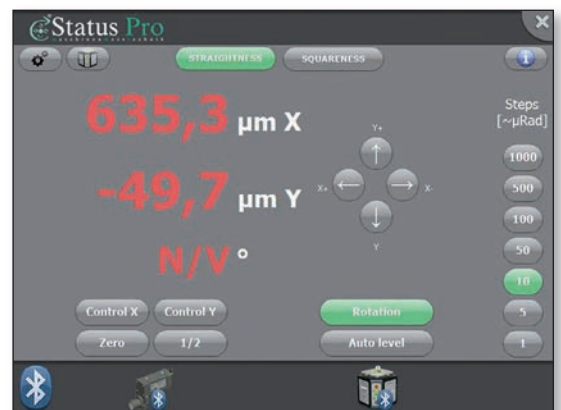 Status Pro
maschinenmesstechnik
STRAIGHTNESS
SQUARENESS
Steps
[~µRad]
635,3 µm X
-49,7 µm Y
N/V °
Y+
X+
X-
Y
1000
500
100
50
10
5
1
Control X
Control Y
Zero
1/2
Rotation
Auto level